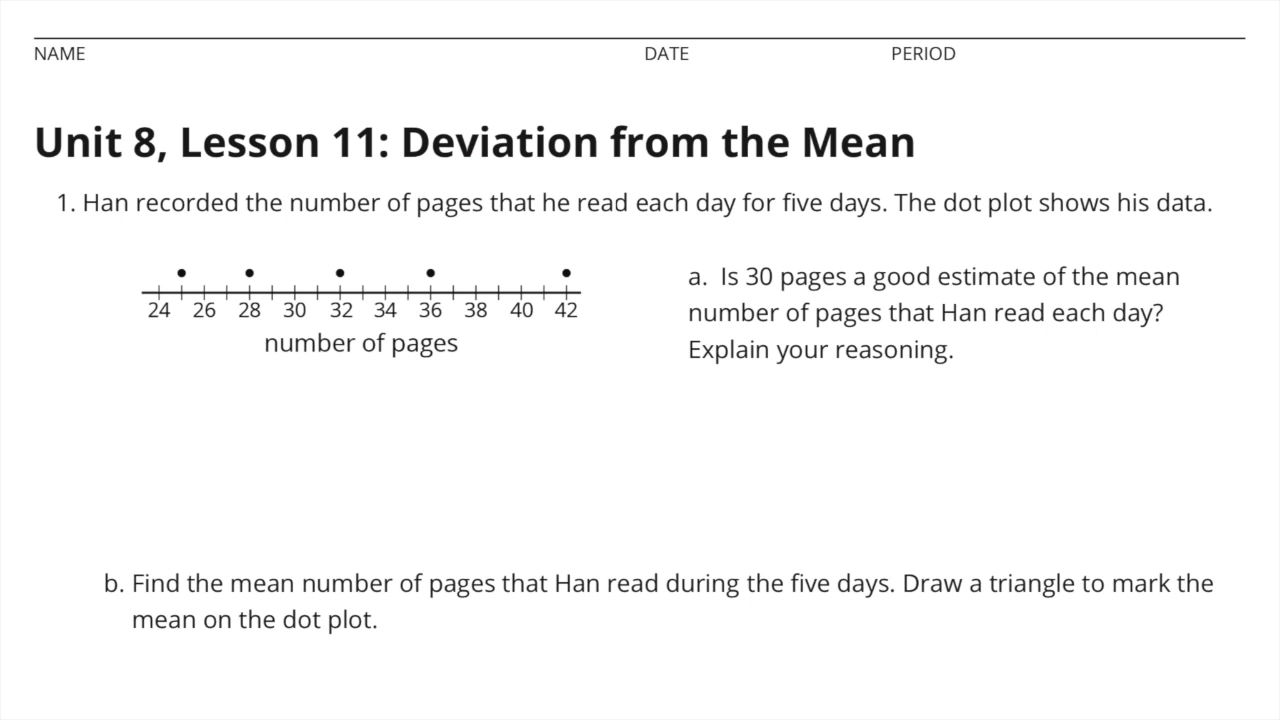 NAME DATE PERIOD
Unit 8, Lesson 11: Deviation from the Mean
1. Han recorded the number of pages that he read each day for five days. The dot plot shows his data.
24 26 28 30 32 34 36 38 40 42
number of pages
a. Is 30 pages a good estimate of the mean
number of pages that Han read each day?
Explain your reasoning.
b. Find the mean number of pages that Han read during the five days. Draw a triangle to mark the
mean on the dot plot.